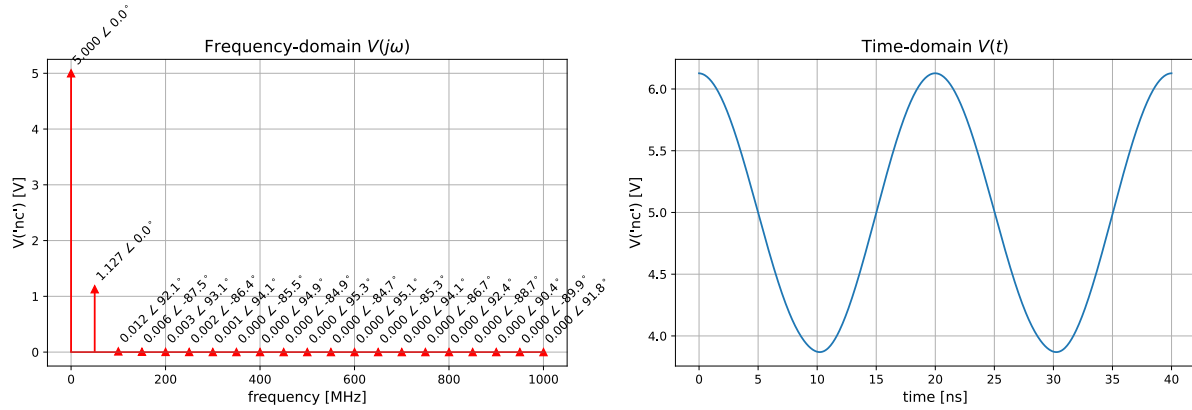 Frequency-domain V(jω)
5.000 ∠ 0.0°
1.127 ∠ 0.0°
0.012 ∠ 92.1°
0.006 ∠ -87.5°
0.003 ∠ 93.1°
0.002 ∠ -86.4°
0.001 ∠ 94.1°
0.000 ∠ -85.5°
0.000 ∠ 94.9°
0.000 ∠ -84.9°
0.000 ∠ 95.3°
0.000 ∠ -84.7°
0.000 ∠ 95.1°
0.000 ∠ -85.3°
0.000 ∠ 94.1°
0.000 ∠ -86.7°
0.000 ∠ 92.4°
0.000 ∠ -88.7°
0.000 ∠ 90.4°
0.000 ∠ -89.9°
0.000 ∠ 91.8°
V('nc') [V]
5
4
3
2
1
0
0 200 400 600 800 1000
frequency [MHz]
Time-domain V(t)
V('nc') [V]
6.0
5.5
5.0
4.5
4.0
0 5 10 15 20 25 30 35 40
time [ns]